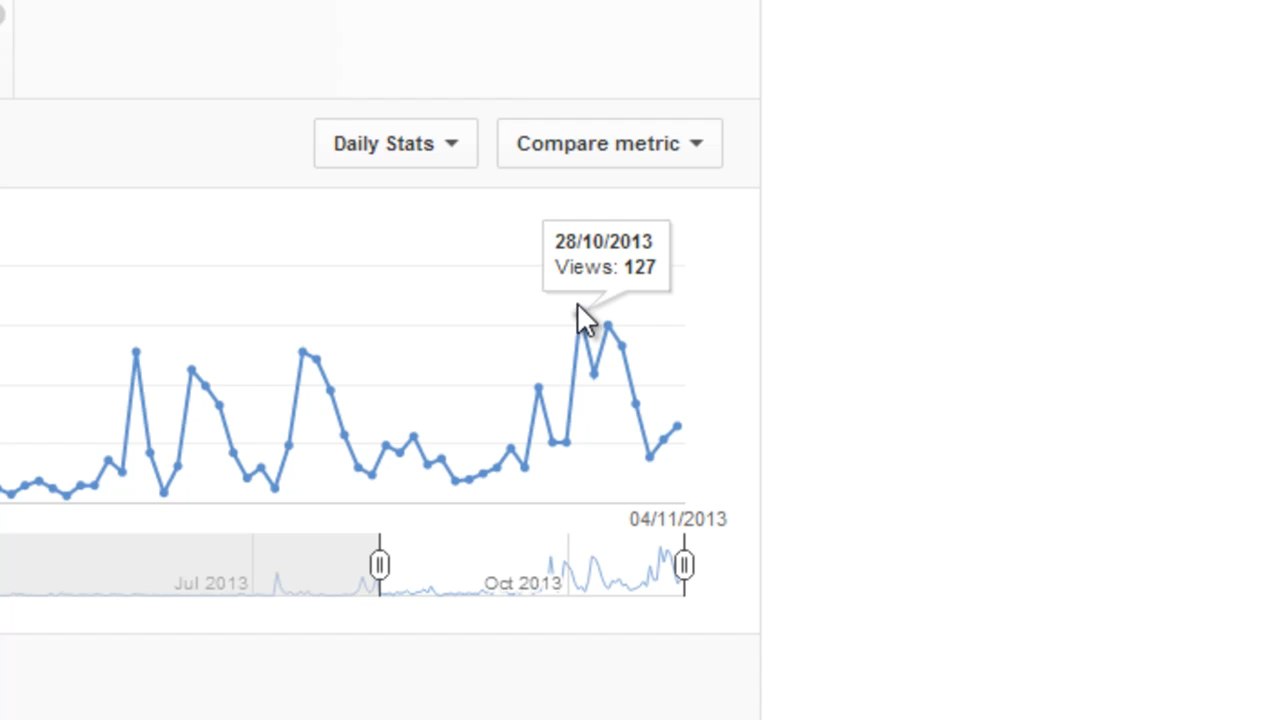 Daily Stats
Compare metric
28/10/2013
Views: 127
04/11/2013
Jul 2013
Oct 2013